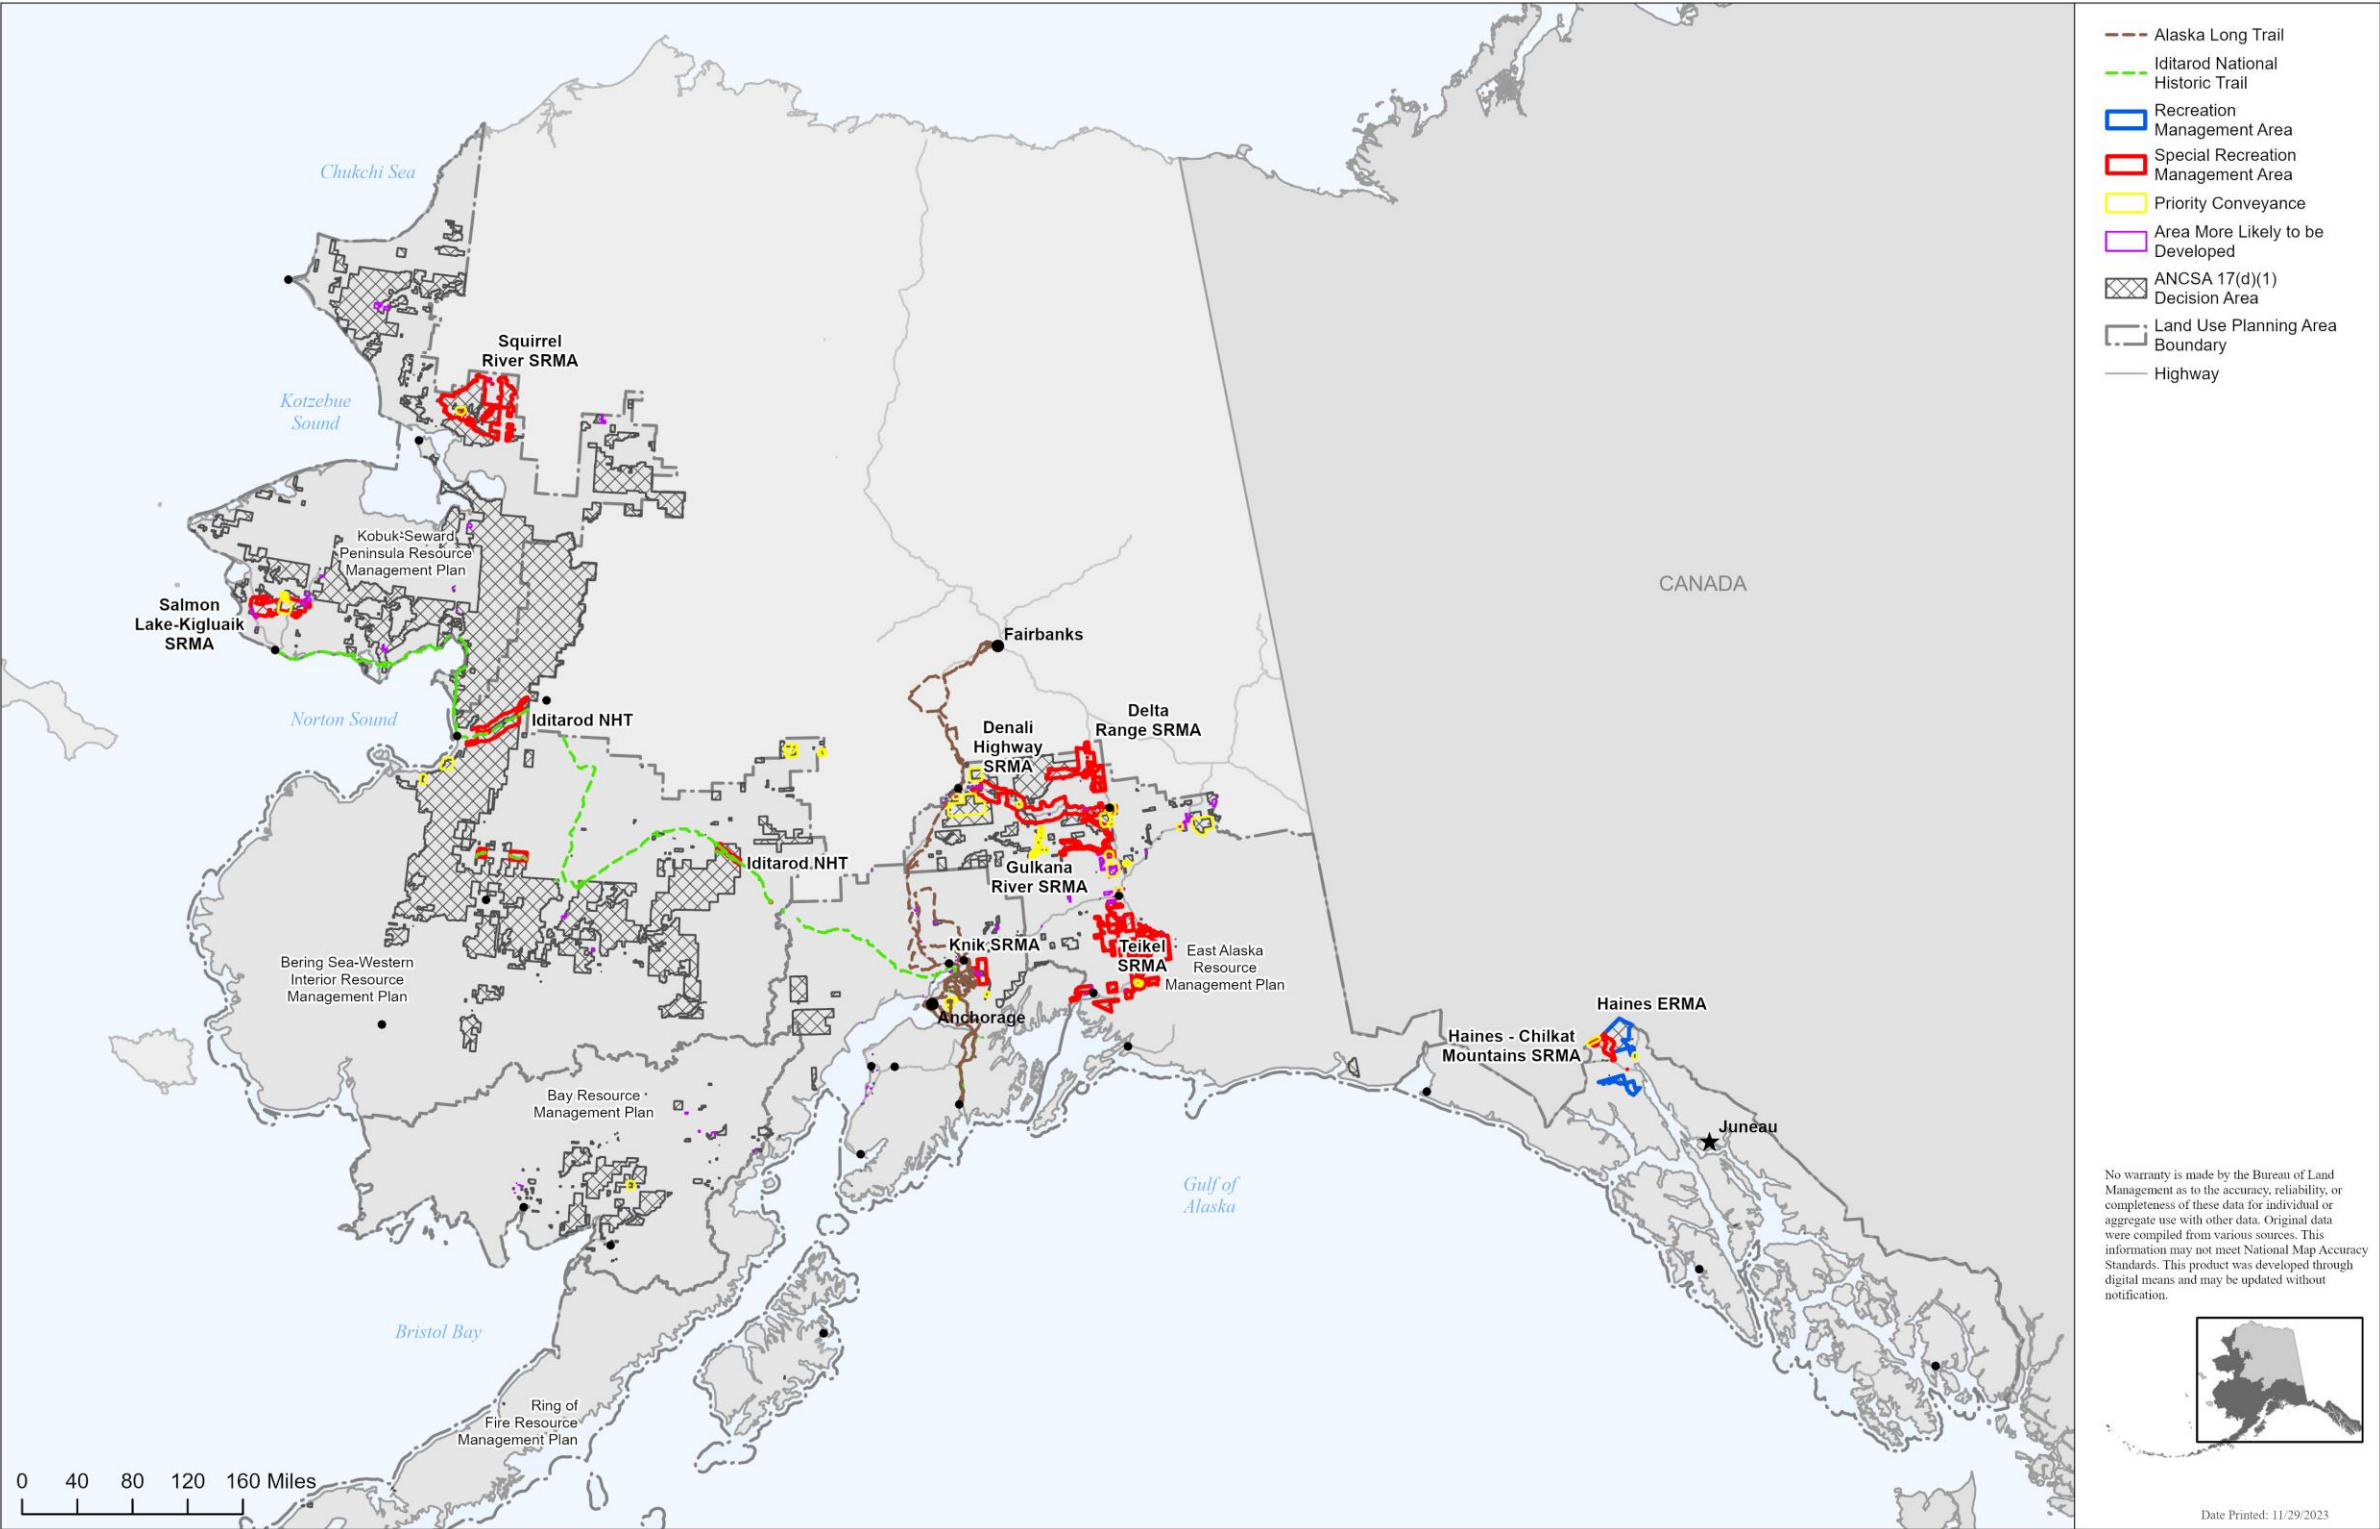 Chukchi Sea
Squirrel
River SRMA
Kotzebue
Sound
Kobuk-Seward
Peninsula Resource
Management Plan
Salmon
Lake-Kigluaik
SRMA
Norton Sound
Iditarod NHT
Fairbanks
Denali
Highway
SRMA
Delta
Range SRMA
Iditarod NHT
Gulkana
River SRMA
Knik SRMA
Teikel
SRMA
East Alaska
Resource
Management Plan
Bering Sea-Western
Interior Resource
Management Plan
Anchorage
CANADA
Haines ERMA
Haines - Chilkat
Mountains SRMA
Juneau
Bay Resource
Management Plan
Gulf of
Alaska
Bristol Bay
Ring of
Fire Resource
Management Plan
0 40 80 120 160 Miles
Alaska Long Trail
Iditarod National
Historic Trail
Recreation
Management Area
Special Recreation
Management Area
Priority Conveyance
Area More Likely to be
Developed
ANCSA 17(d)(1)
Decision Area
Land Use Planning Area
Boundary
Highway
No warranty is made by the Bureau of Land
Management as to the accuracy, reliability, or
completeness of these data for individual or
aggregate use with other data. Original data
were compiled from various sources. This
information may not meet National Map Accuracy
Standards. This product was developed through
digital means and may be updated without
notification.
Date Printed: 11/29/2023